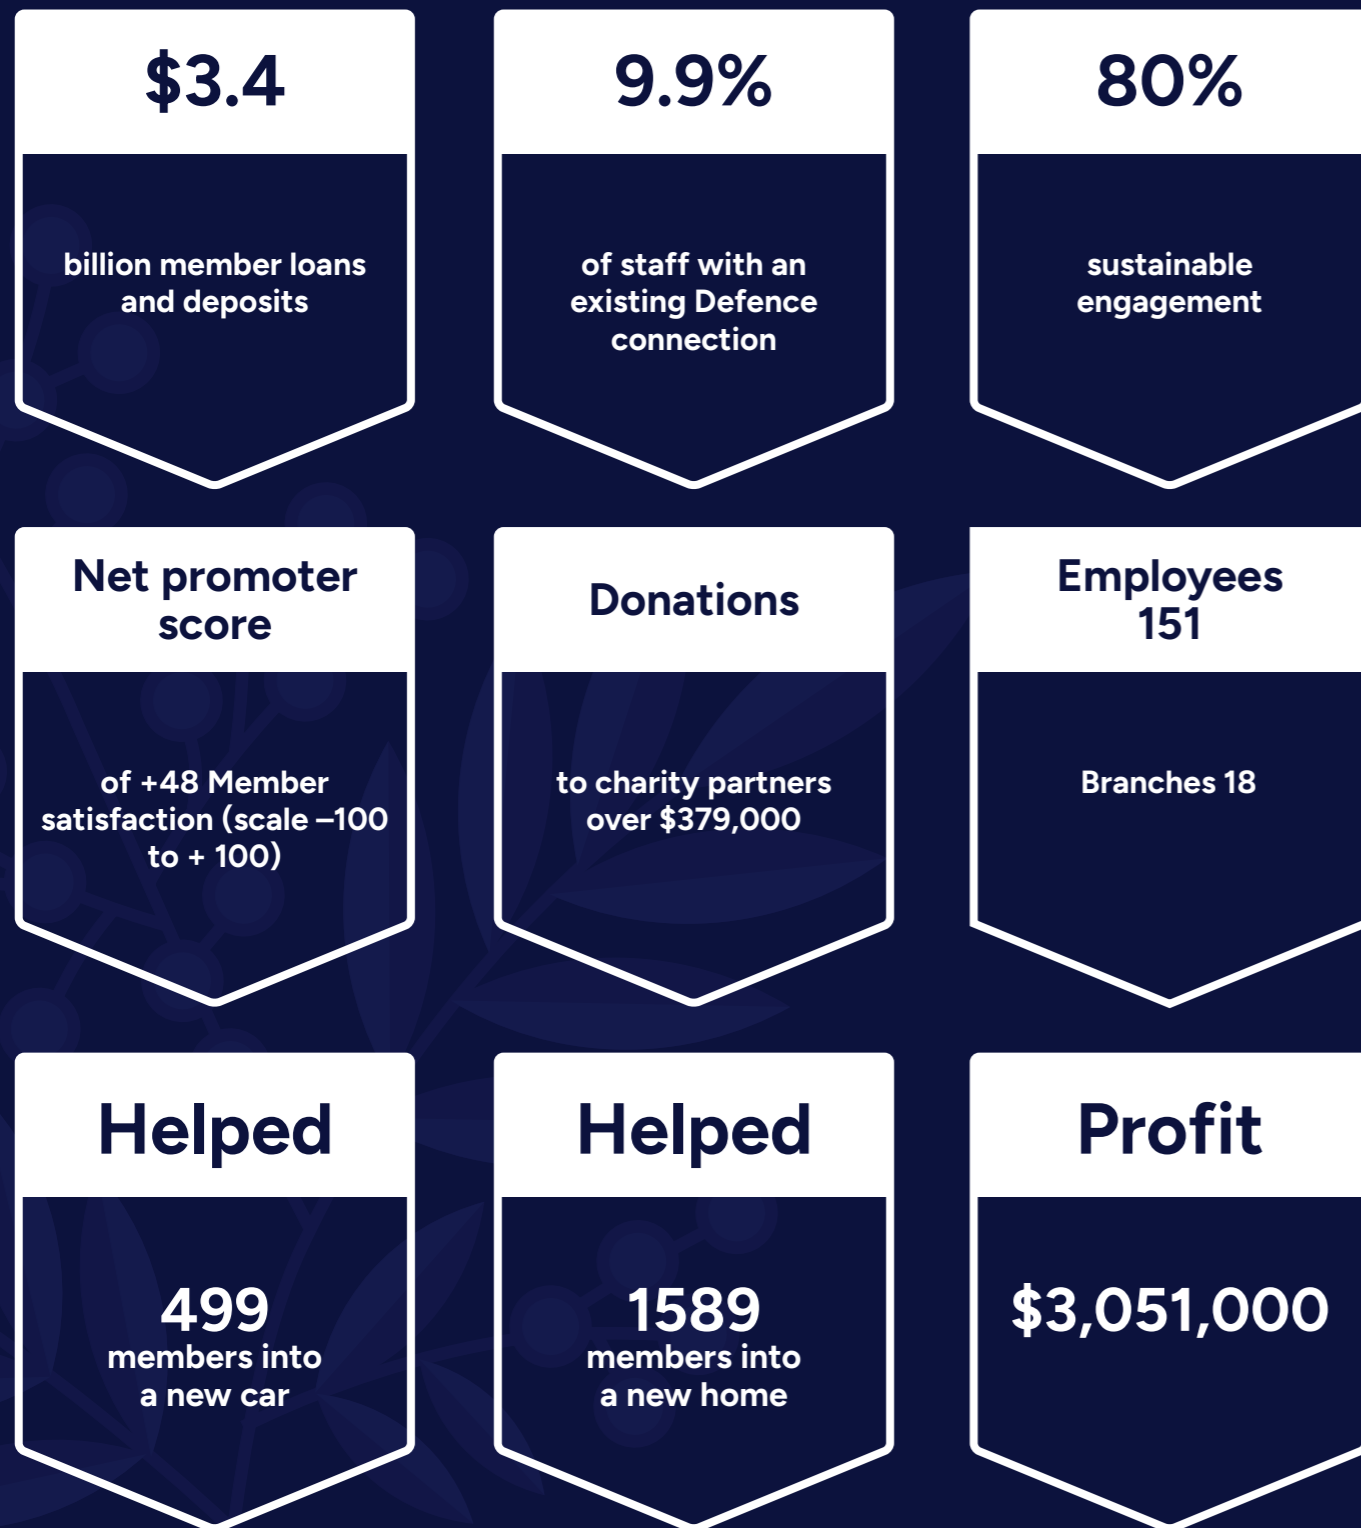 $3.4
billion member loans
and deposits
9.9%
of staff with an
existing Defence
connection
80%
sustainable
engagement
Net promoter
score
of +48 Member
satisfaction (scale –100
to + 100)
Donations
to charity partners
over $379,000
Employees
151
Branches 18
Helped
499
members into
a new car
Helped
1589
members into
a new home
Profit
$3,051,000